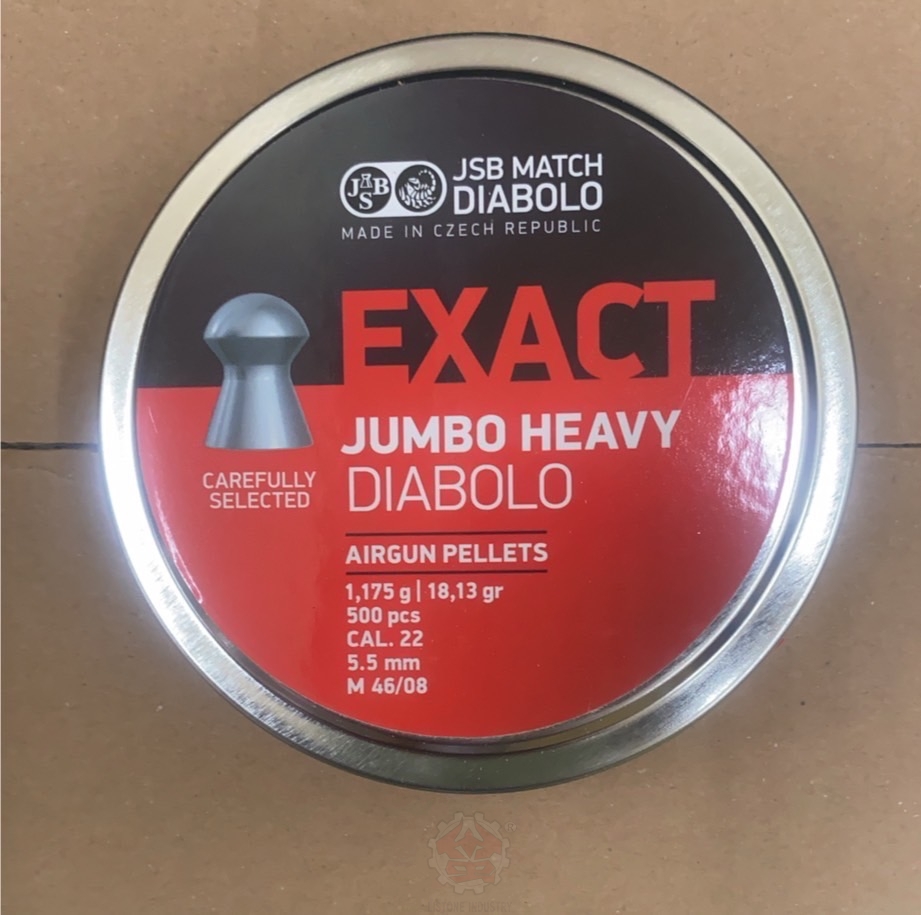 JSB
JSB MATCH
DIABOLO
MADE IN CZECH REPUBLIC
EXACT
JUMBO HEAVY
DIABOLO
CAREFULLY
SELECTED
AIRGUN PELLETS
1,175 g | 18,13 gr
500 pcs
CAL. 22
5.5 mm
M 46/08